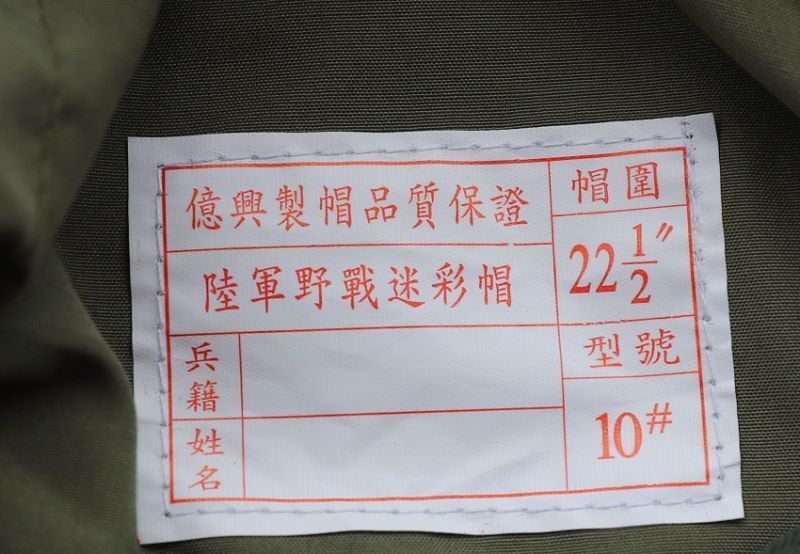 億興製帽品質保證
陸軍野戰迷彩帽
兵籍
姓名
帽圍
22 1/2〃
型號
10#